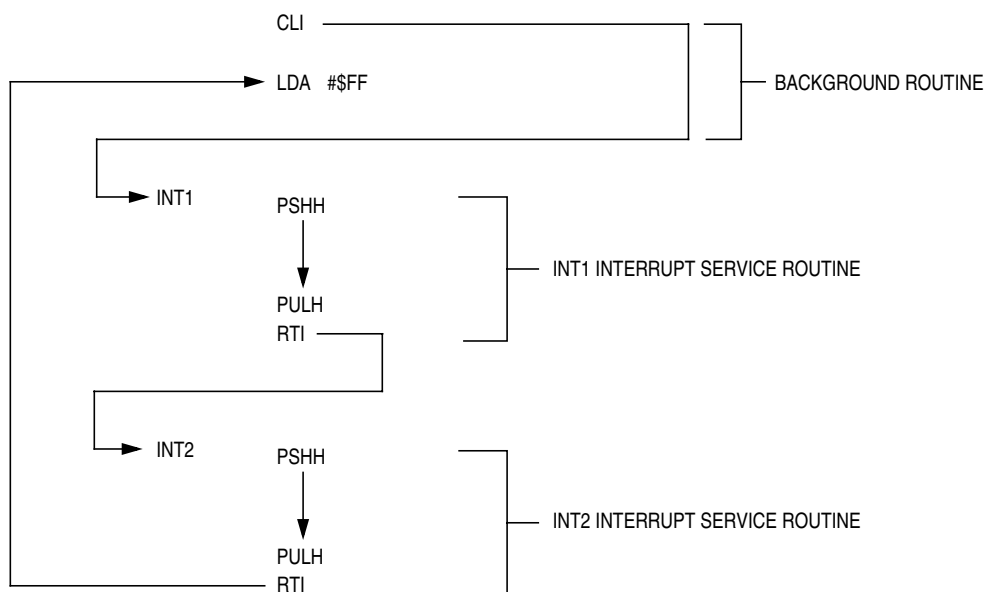 CLI
LDA #$FF
BACKGROUND ROUTINE
INT1
PSHH
INT1 INTERRUPT SERVICE ROUTINE
PULH
RTI
INT2
PSHH
INT2 INTERRUPT SERVICE ROUTINE
PULH
RTI